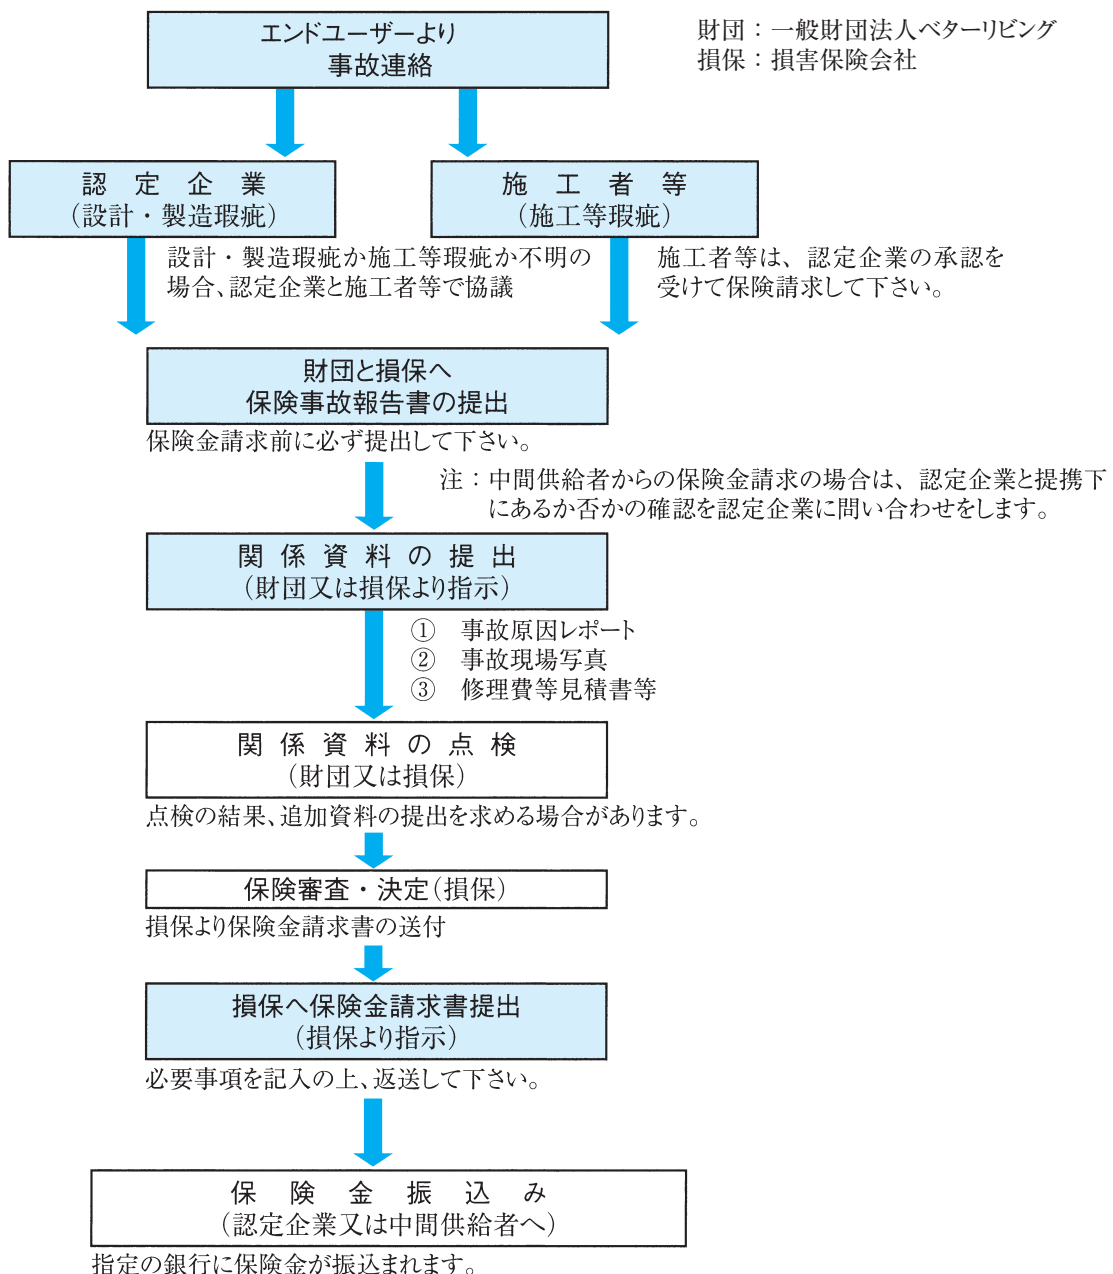 エンドユーザーより
事故連絡
財団：一般財団法人ベターリビング
損保：損害保険会社
認定企業
（設計・製造瑕疵）
施工者等
（施工等瑕疵）
設計・製造瑕疵か施工等瑕疵か不明の
場合、認定企業と施工者等で協議
施工者等は、認定企業の承認を
受けて保険請求して下さい。
財団と損保へ
保険事故報告書の提出
保険金請求前に必ず提出して下さい。
注：中間供給者からの保険金請求の場合は、認定企業と提携下
にあるか否かの確認を認定企業に問い合わせをします。
関係資料の提出
（財団又は損保より指示）
① 事故原因レポート
② 事故現場写真
③ 修理費等見積書等
関係資料の点検
（財団又は損保）
点検の結果、追加資料の提出を求める場合があります。
保険審査・決定（損保）
損保より保険金請求書の送付
損保へ保険金請求書提出
（損保より指示）
必要事項を記入の上、返送して下さい。
保険金振込み
（認定企業又は中間供給者へ）
指定の銀行に保険金が振込まれます。